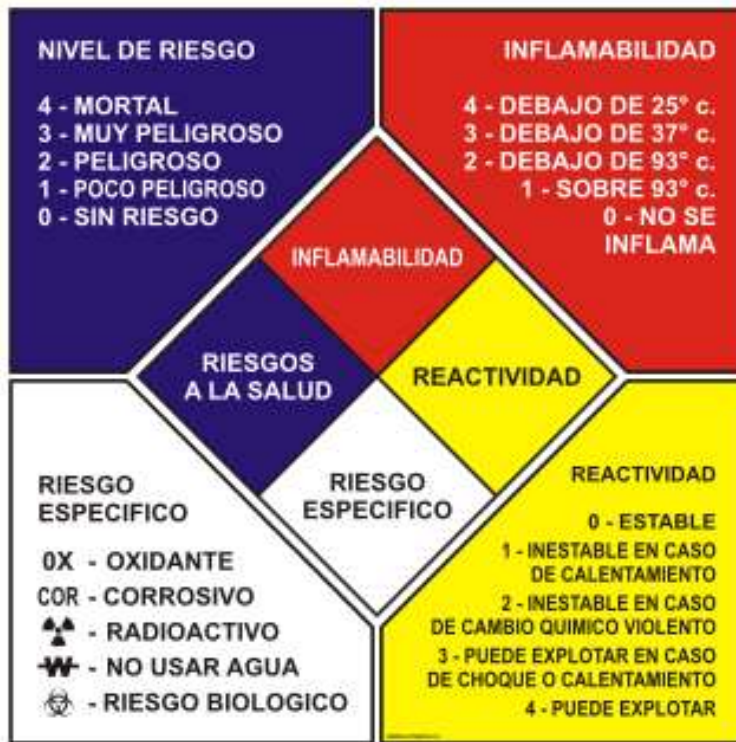 NIVEL DE RIESGO
4 - MORTAL
3 - MUY PELIGROSO
2 - PELIGROSO
1 - POCO PELIGROSO
0 - SIN RIESGO
INFLAMABILIDAD
4 - DEBAJO DE 25° c.
3 - DEBAJO DE 37° c.
2 - DEBAJO DE 93° c.
1 - SOBRE 93° c.
0 - NO SE
INFLAMA
INFLAMABILIDAD
RIESGOS
A LA SALUD
REACTIVIDAD
RIESGO
ESPECIFICO
RIESGO
ESPECIFICO
0X - OXIDANTE
COR - CORROSIVO
- RADIOACTIVO
W - NO USAR AGUA
- RIESGO BIOLOGICO
REACTIVIDAD
0 - ESTABLE
1 - INESTABLE EN CASO
DE CALENTAMIENTO
2 - INESTABLE EN CASO
DE CAMBIO QUIMICO VIOLENTO
3 - PUEDE EXPLOTAR EN CASO
DE CHOQUE O CALENTAMIENTO
4 - PUEDE EXPLOTAR